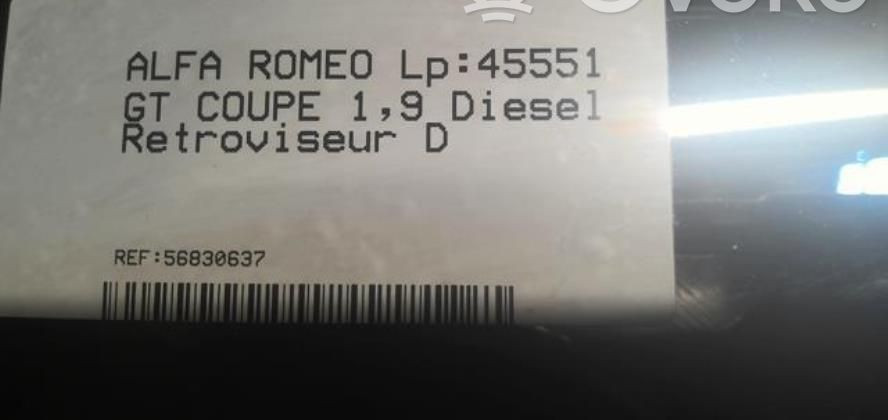 ALFA ROMEO Lp:45551
GT COUPE 1,9 Diesel
Retroviseur D
REF:56830637